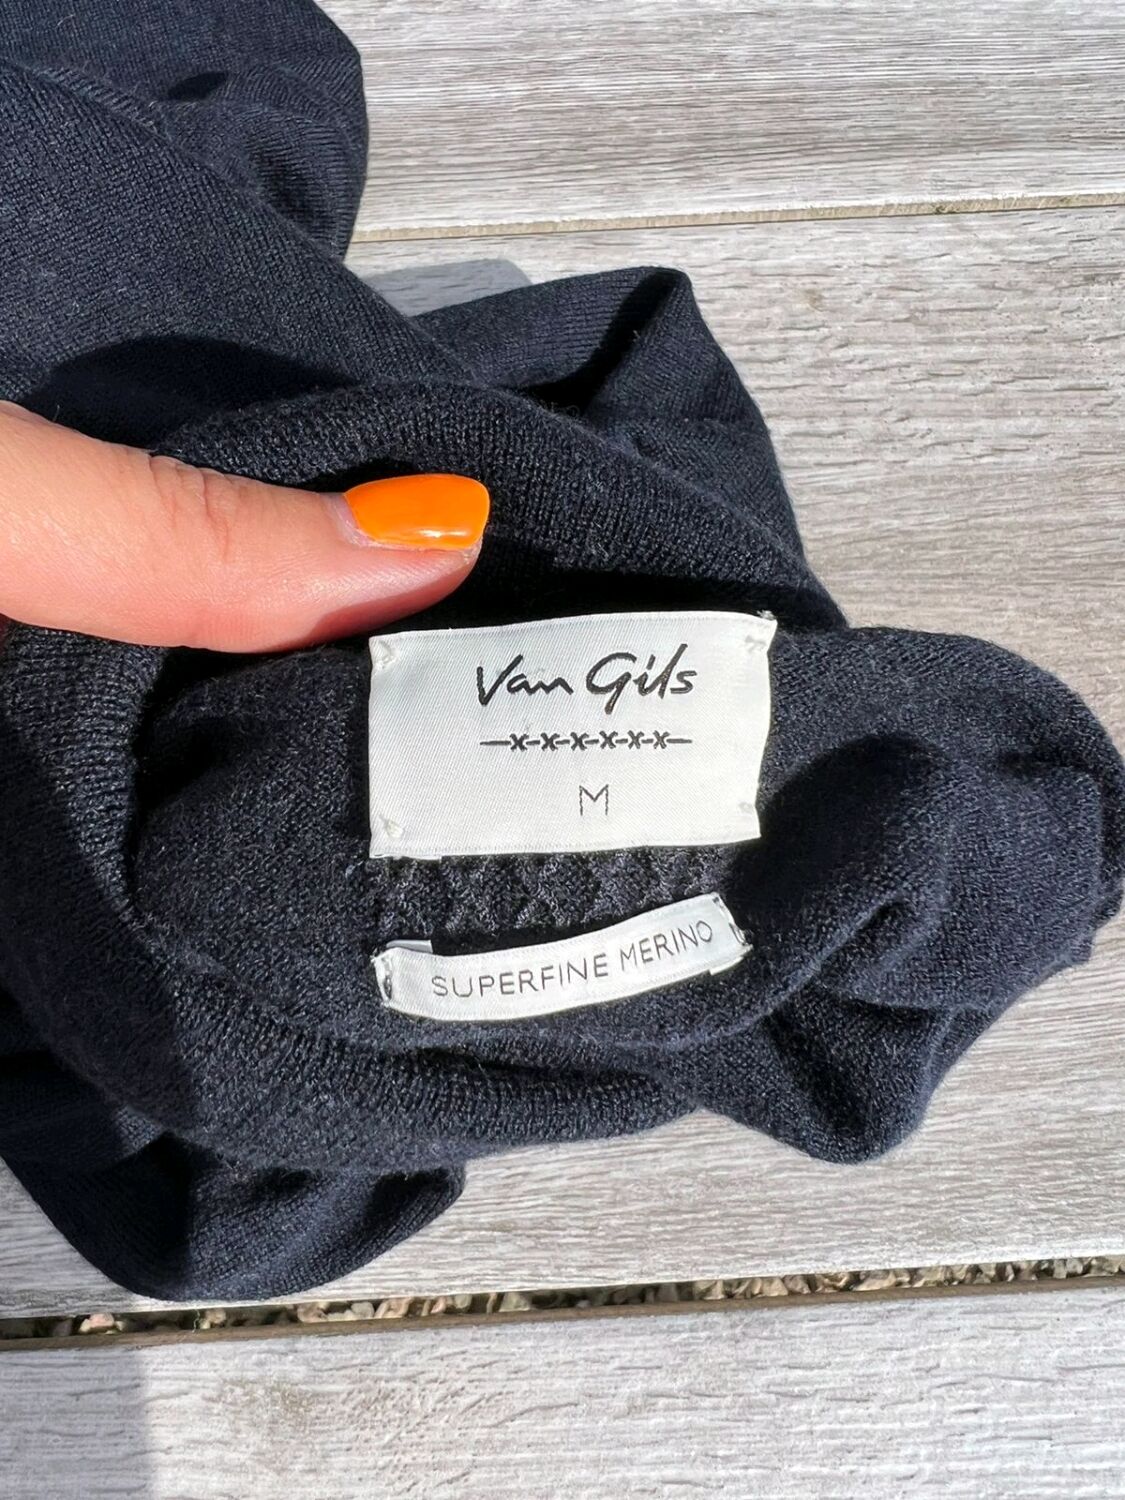 Van Gils
-x-x-x-x-x-x-
M
SUPERFINE MERINO